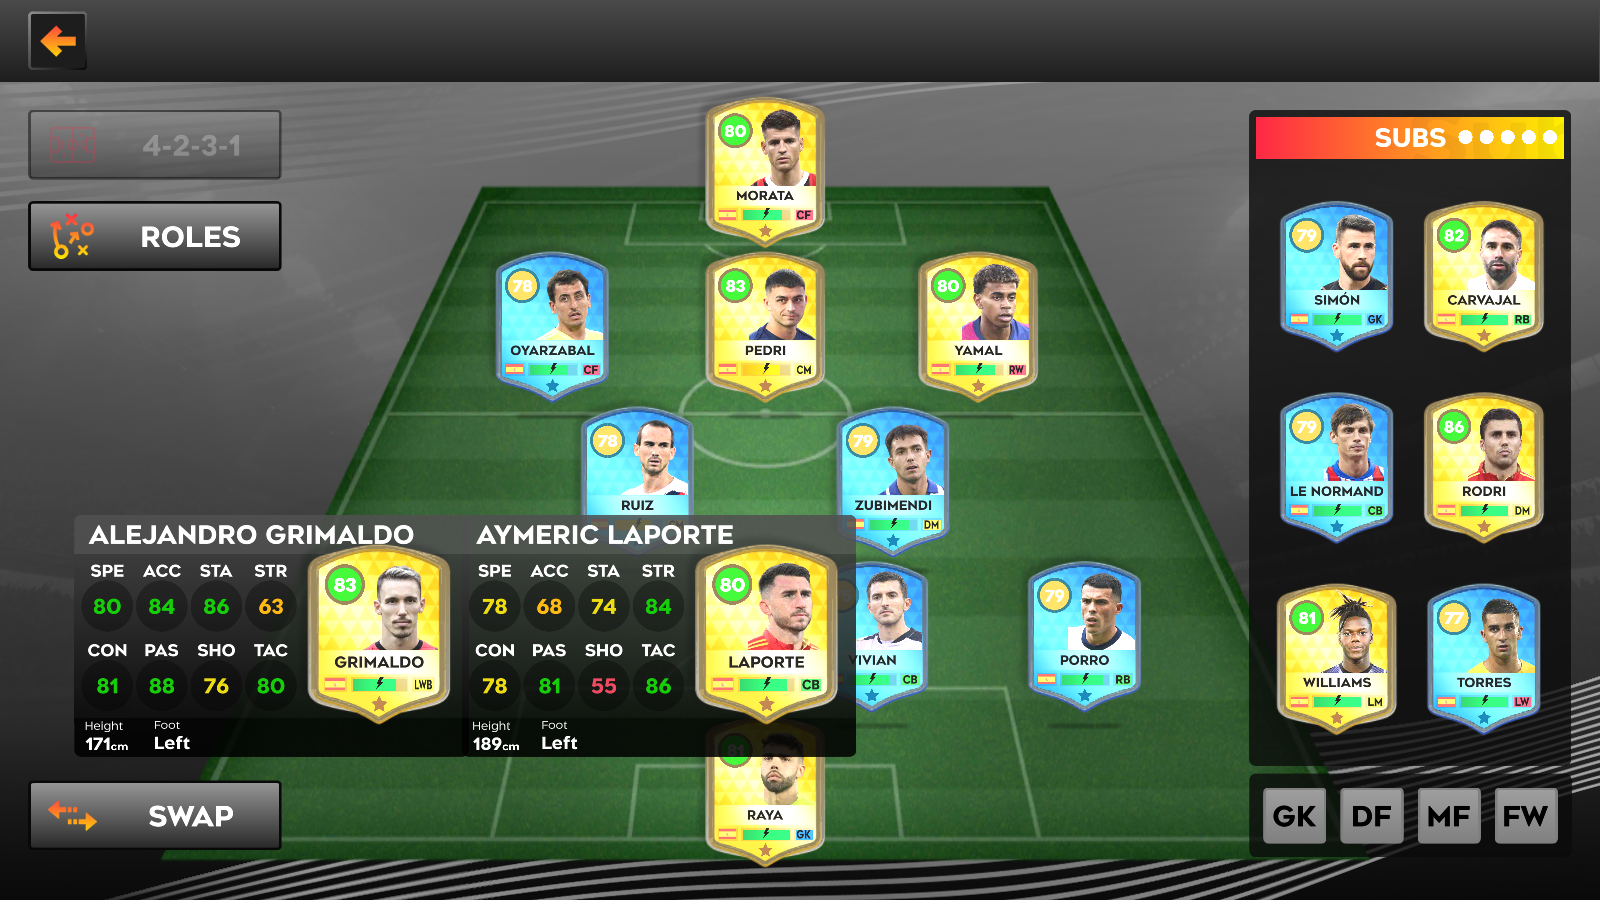 4-2-3-1
ROLES
80
MORATA
CF
78
OYARZABAL
CF
83
PEDRI
CM
80
YAMAL
RW
78
RUIZ
79
ZUBIMENDI
DM
ALEJANDRO GRIMALDO
SPE ACC STA STR
80 84 86 63
CON PAS SHO TAC
81 88 76 80
Height Foot
171cm Left
83
GRIMALDO
LWB
AYMERIC LAPORTE
SPE ACC STA STR
78 68 74 84
CON PAS SHO TAC
78 81 55 86
Height Foot
189cm Left
80
LAPORTE
CB
VIVIAN
CB
79
PORRO
RB
81
RAYA
GK
SWAP
SUBS
79
SIMÓN
GK
82
CARVAJAL
RB
79
LE NORMAND
CB
86
RODRI
DM
81
WILLIAMS
LM
77
TORRES
LW
GK DF MF FW